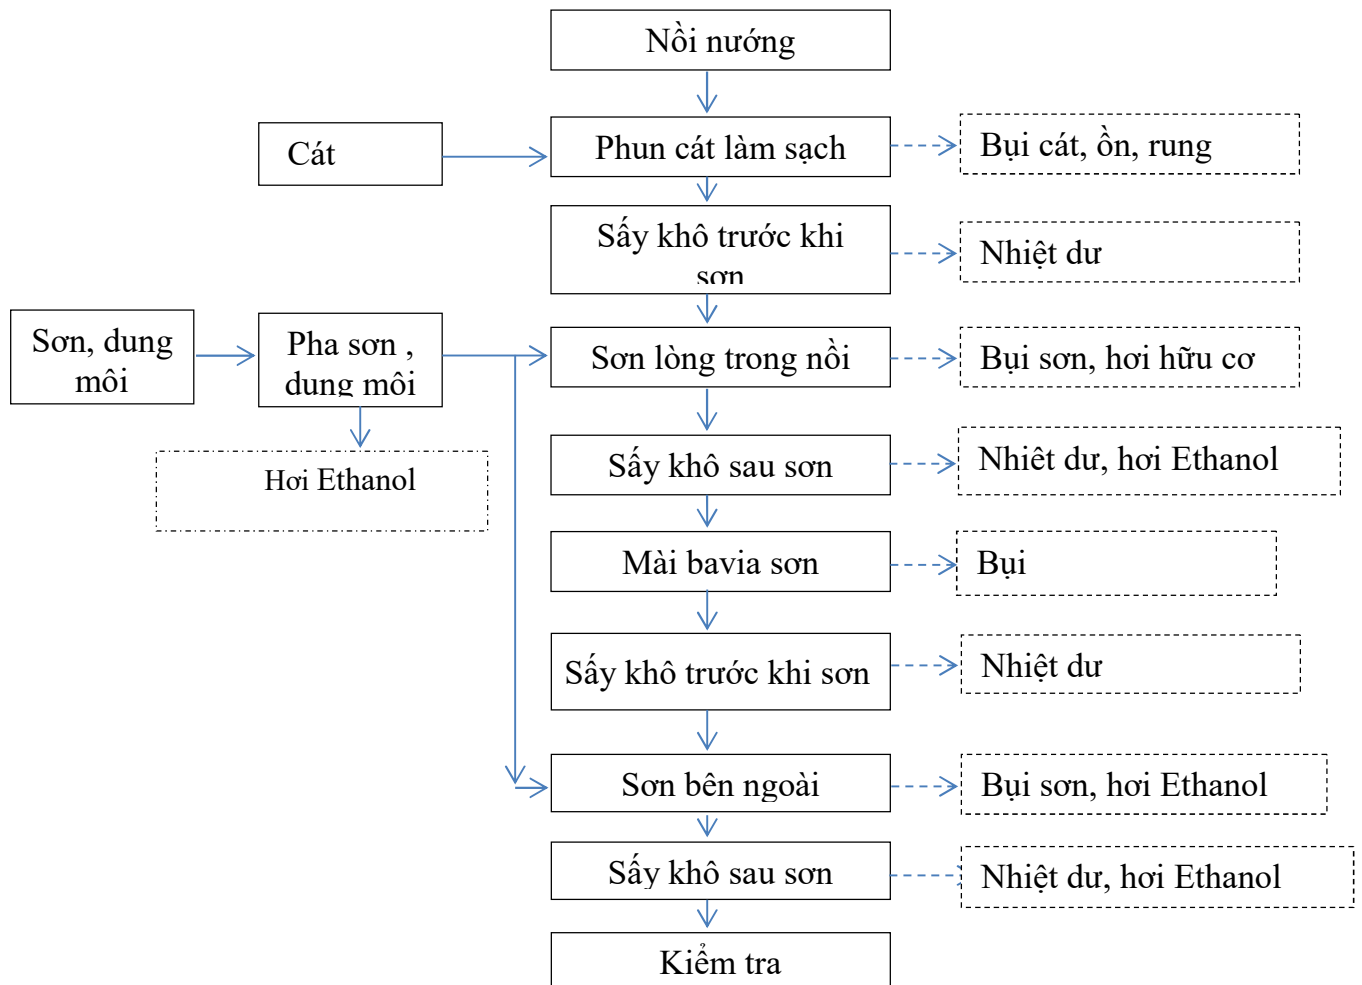 Nồi nướng
Cát
Phun cát làm sạch
Bụi cát, ồn, rung
Sấy khô trước khi
sơn
Nhiệt dư
Sơn, dung
môi
Pha sơn ,
dung môi
Sơn lòng trong nồi
Bụi sơn, hơi hữu cơ
Hơi Ethanol
Sấy khô sau sơn
Nhiêt dư, hơi Ethanol
Mài bavia sơn
Bụi
Sấy khô trước khi sơn
Nhiệt dư
Sơn bên ngoài
Bụi sơn, hơi Ethanol
Sấy khô sau sơn
Nhiệt dư, hơi Ethanol
Kiểm tra